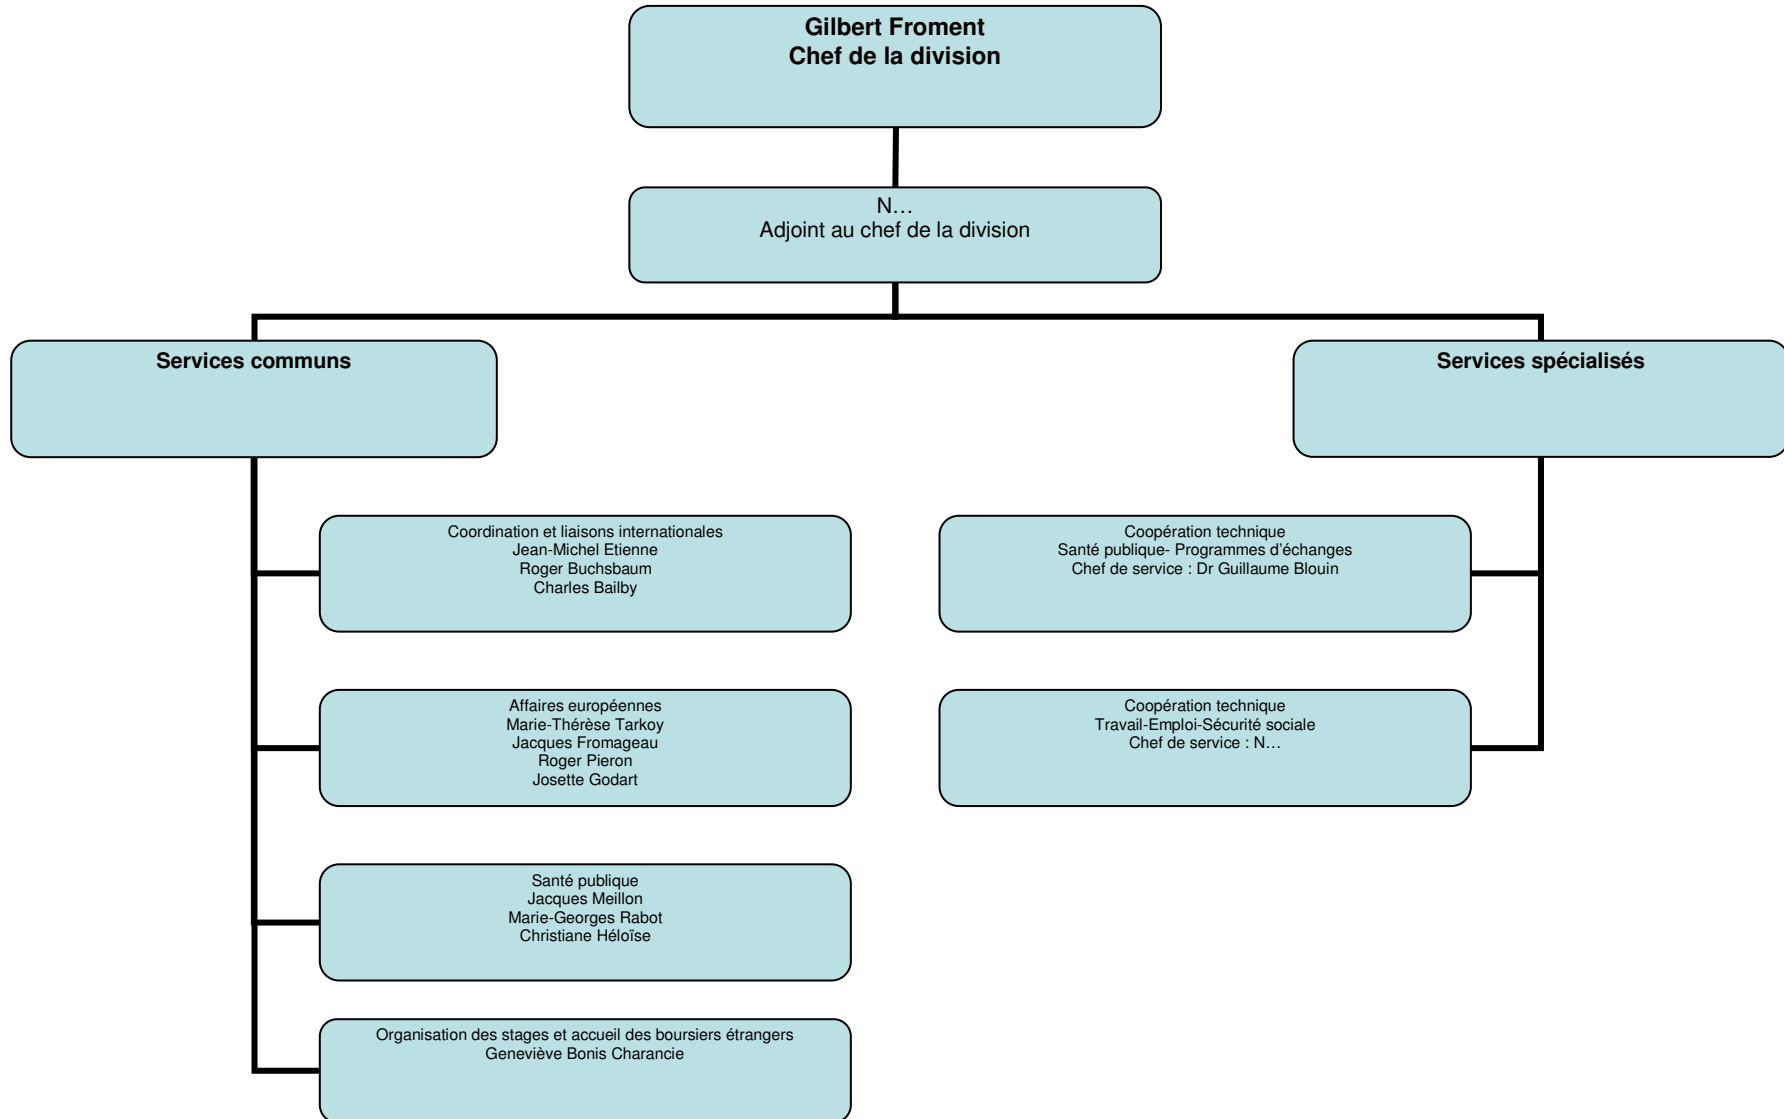 Gilbert Froment
Chef de la division
N…
Adjoint au chef de la division
Services communs
Services spécialisés
Coordination et liaisons internationales
Jean-Michel Etienne
Roger Buchsbaum
Charles Bailby
Coopération technique
Santé publique- Programmes d’échanges
Chef de service : Dr Guillaume Blouin
Affaires européennes
Marie-Thérèse Tarkoy
Jacques Fromageau
Roger Pieron
Josette Godart
Coopération technique
Travail-Emploi-Sécurité sociale
Chef de service : N…
Santé publique
Jacques Meillon
Marie-Georges Rabot
Christiane Héloïse
Organisation des stages et accueil des boursiers étrangers
Geneviève Bonis Charancie